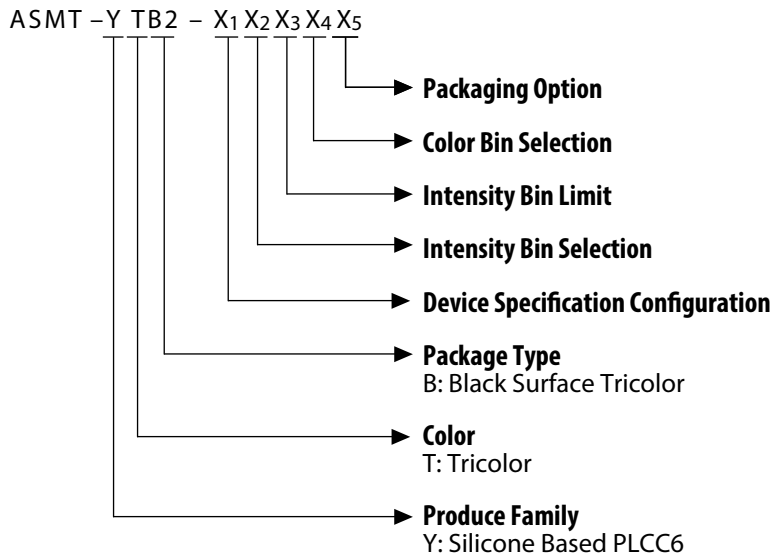 ASMT –Y TB2 – X1 X2 X3 X4 X5
Packaging Option
Color Bin Selection
Intensity Bin Limit
Intensity Bin Selection
Device Specification Configuration
Package Type
B: Black Surface Tricolor
Color
T: Tricolor
Produce Family
Y: Silicone Based PLCC6